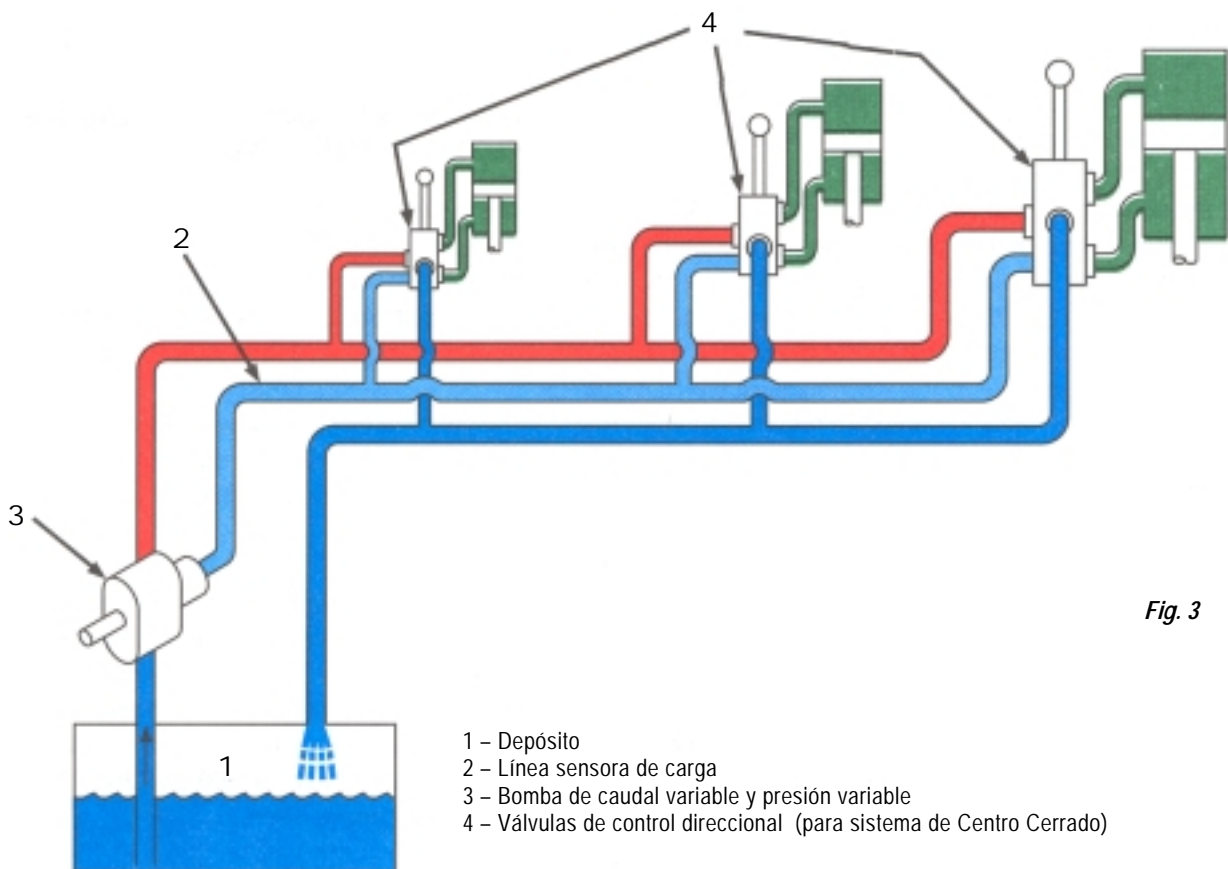 4
2
3
Fig. 3
1
1 – Depósito
2 – Línea sensora de carga
3 – Bomba de caudal variable y presión variable
4 – Válvulas de control direccional (para sistema de Centro Cerrado)